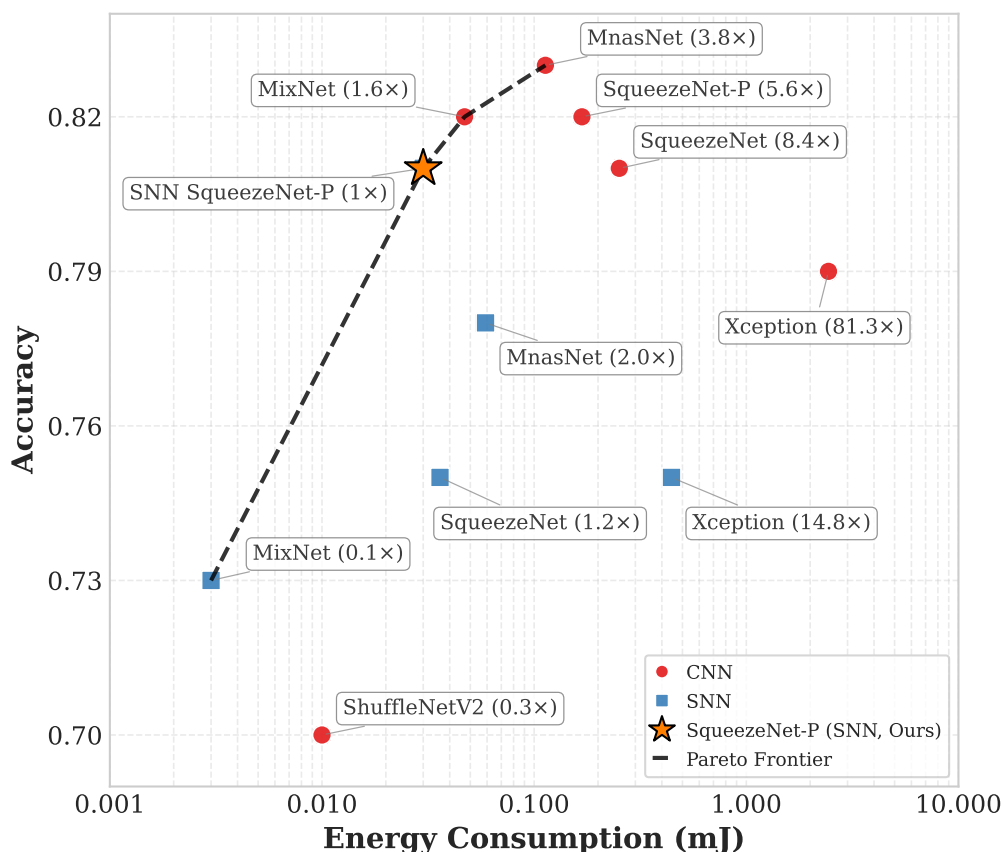 MnasNet (3.8×)
MixNet (1.6×)
SqueezeNet-P (5.6×)
SqueezeNet (8.4×)
SNN SqueezeNet-P (1×)
Xception (81.3×)
MnasNet (2.0×)
SqueezeNet (1.2×)
Xception (14.8×)
MixNet (0.1×)
ShuffleNetV2 (0.3×)
0.82
0.79
0.76
0.73
0.70
Accuracy
CNN
SNN
SqueezeNet-P (SNN, Ours)
Pareto Frontier
0.001
0.010
0.100
1.000
10.000
Energy Consumption (mJ)